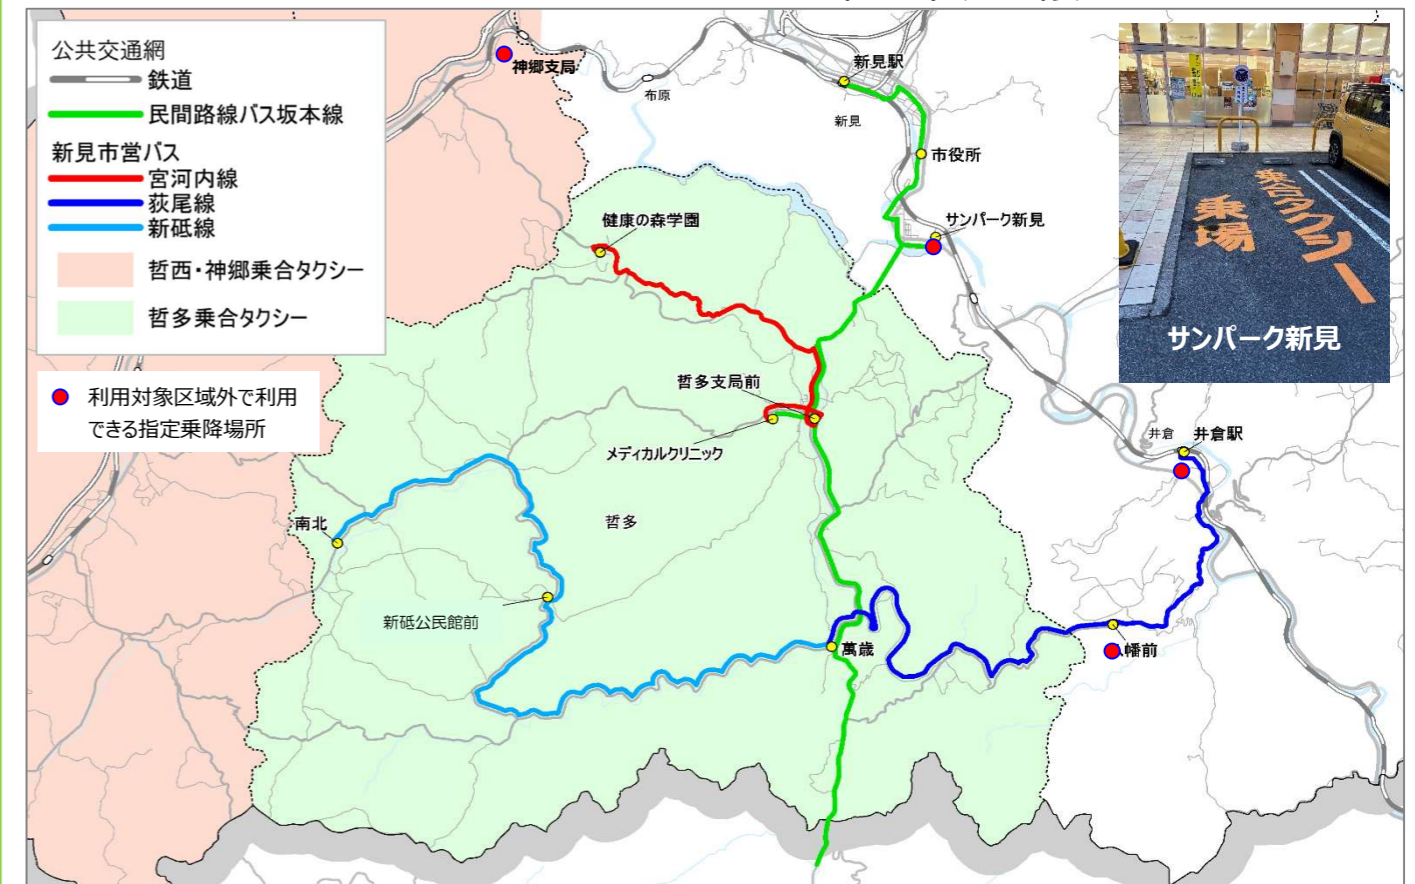 公共交通網
鉄道
民間路線バス坂本線
新見市営バス
宮河内線
荻尾線
新砥線
哲西・神郷乗合タクシー
哲多乗合タクシー
利用対象区域外で利用
できる指定乗降場所
神郷支局
布原
新見駅
新見
市役所
サンパーク新見
健康の森学園
哲多支局前
メディカルクリニック
井倉
井倉駅
南北
哲多
新砥公民館前
萬歳
幡前
乗合タクシー
乗場
サンパーク新見